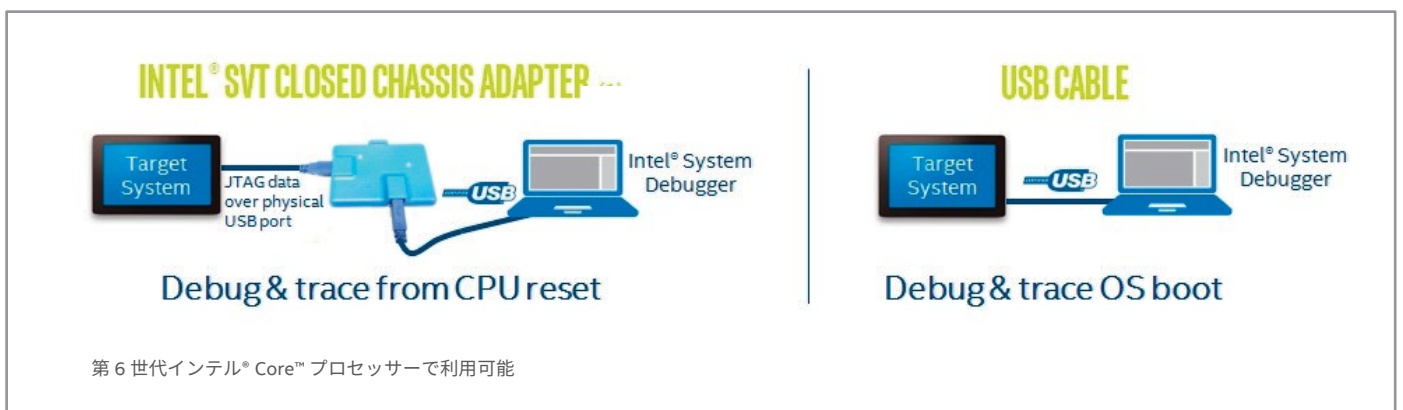 INTEL® SVT CLOSED CHASSIS ADAPTER
Target
System
JTAG data
over physical
USB port
USB
Intel® System
Debugger
Debug & trace from CPU reset
USB CABLE
Target
System
USB
Intel® System
Debugger
Debug & trace OS boot
第 6 世代インテル® Core™ プロセッサーで利用可能